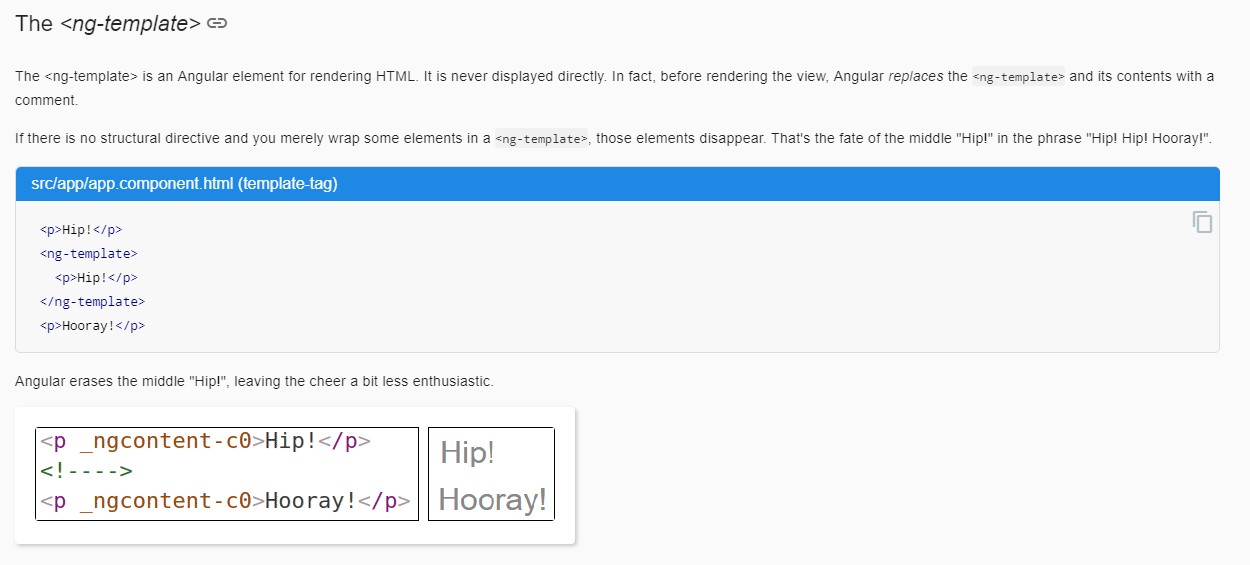 The <ng-template>
The <ng-template> is an Angular element for rendering HTML. It is never displayed directly. In fact, before rendering the view, Angular replaces the <ng-template> and its contents with a
comment.
If there is no structural directive and you merely wrap some elements in a <ng-template>, those elements disappear. That's the fate of the middle "Hip!" in the phrase "Hip! Hip! Hooray!".
src/app/app.component.html (template-tag)
<p>Hip!</p>
<ng-template>
  <p>Hip!</p>
</ng-template>
<p>Hooray!</p>
Angular erases the middle "Hip!", leaving the cheer a bit less enthusiastic.
<p _ngcontent-c0>Hip!</p>
<!---->
<p _ngcontent-c0>Hooray!</p>
Hip!
Hooray!